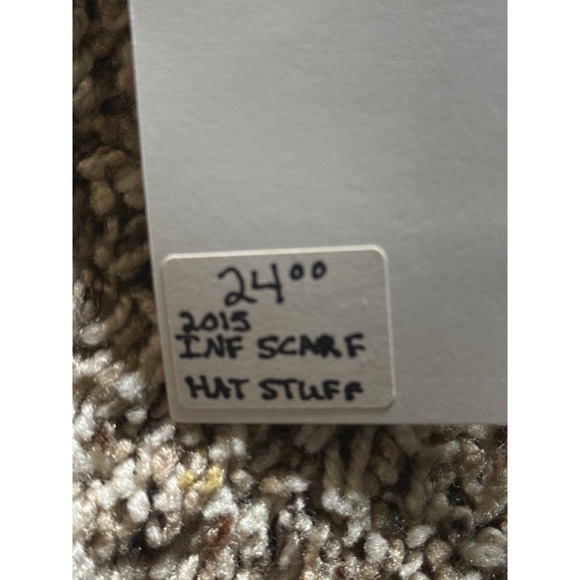 24⁰⁰
2015
INF SCARF
HAT STUFF